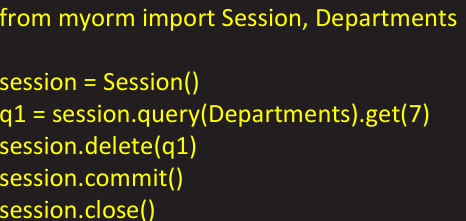 from myorm import Session, Departments
session = Session()
q1 = session.query(Departments).get(7)
session.delete(q1)
session.commit()
session.close()